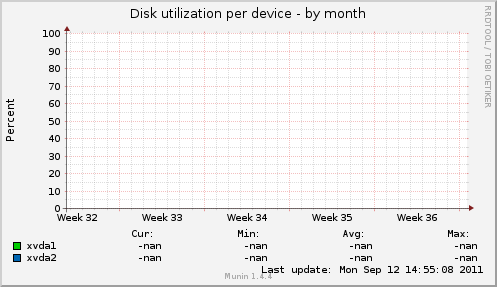 Disk utilization per device - by month
RRDTOOL / TOBI OETIKER
Percent
100
90
80
70
60
50
40
30
20
10
0
Week 32 Week 33 Week 34 Week 35 Week 36
Cur: Min: Avg: Max:
xvda1 -nan -nan -nan -nan
xvda2 -nan -nan -nan -nan
Last update: Mon Sep 12 14:55:08 2011
Munin 1.4.4